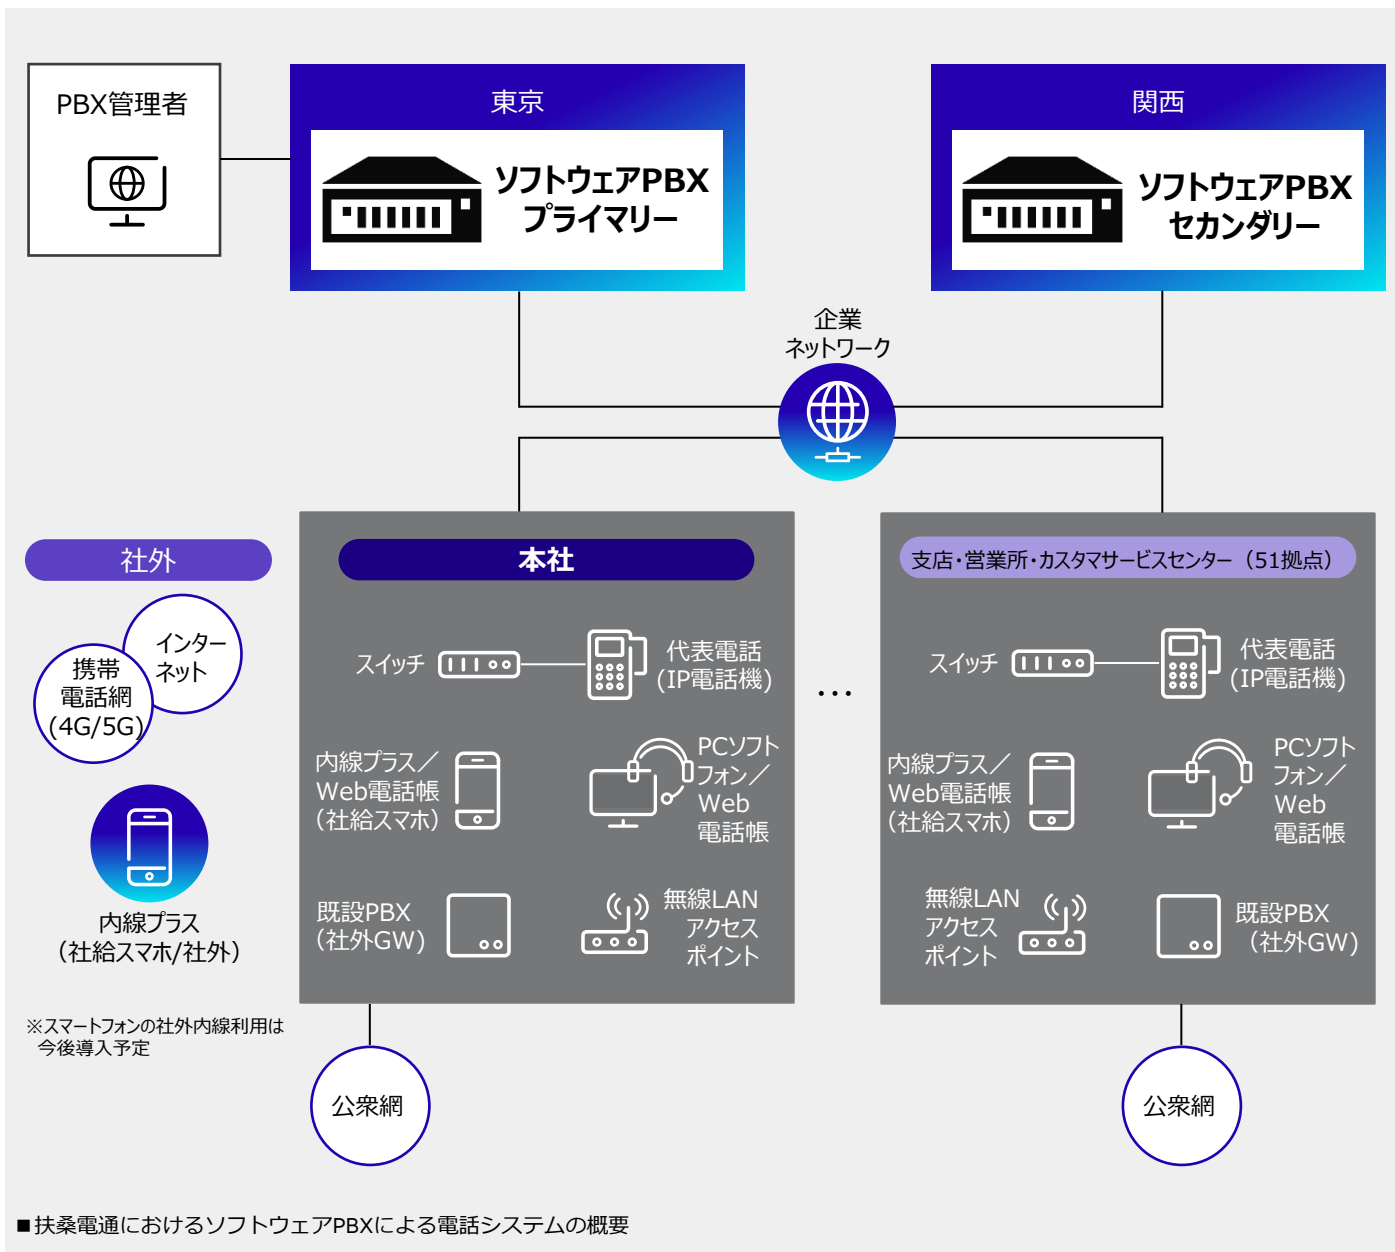 PBX管理者
東京
ソフトウェアPBX
プライマリー
関西
ソフトウェアPBX
セカンダリー
企業
ネットワーク
社外
インター
ネット
携帯
電話網
(4G/5G)
内線プラス
（社給スマホ/社外）
※スマートフォンの社外内線利用は
今後導入予定
本社
スイッチ
代表電話
(IP電話機)
内線プラス／
Web電話帳
（社給スマホ）
PCソフト
フォン／
Web
電話帳
既設PBX
（社外GW）
無線LAN
アクセス
ポイント
…
支店・営業所・カスタマサービスセンター（51拠点）
スイッチ
代表電話
(IP電話機)
内線プラス／
Web電話帳
（社給スマホ）
PCソフト
フォン／
Web
電話帳
無線LAN
アクセス
ポイント
既設PBX
（社外GW）
公衆網
公衆網
■扶桑電通におけるソフトウェアPBXによる電話システムの概要